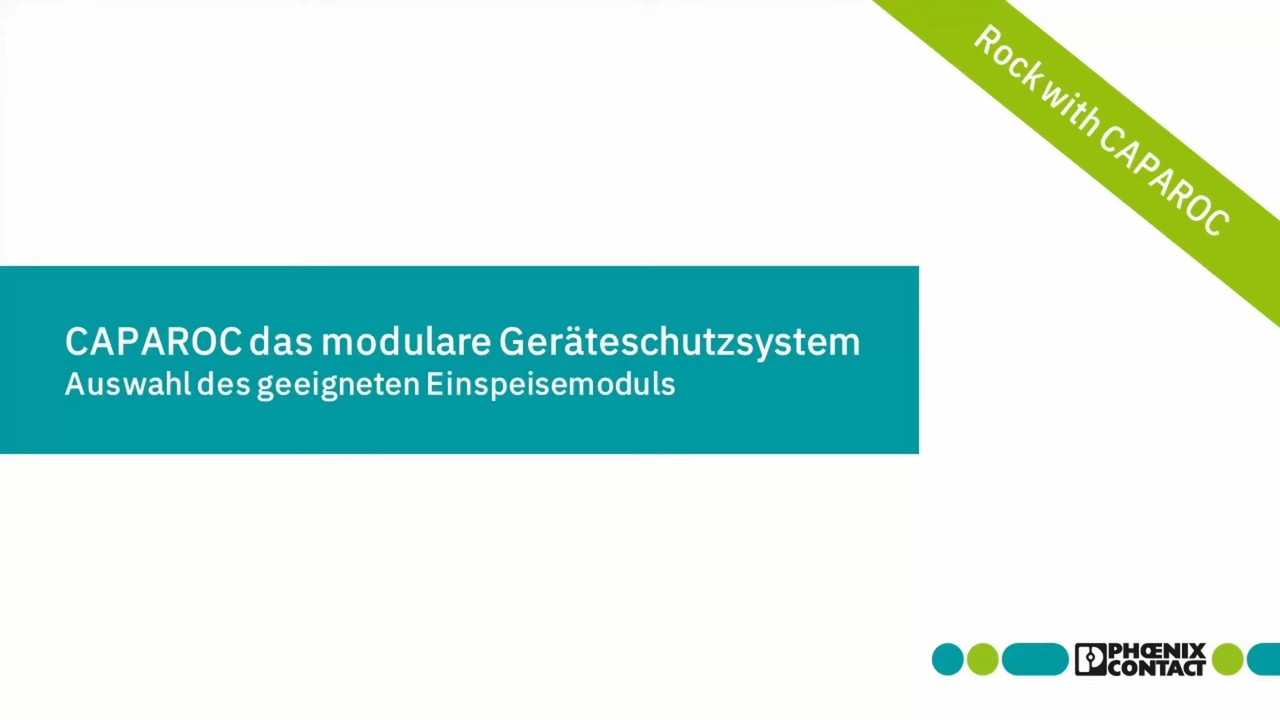 Rock with CAPAROC
CAPAROC das modulare Geräteschutzsystem
Auswahl des geeigneten Einspeisemoduls
PHŒNIX
CONTACT